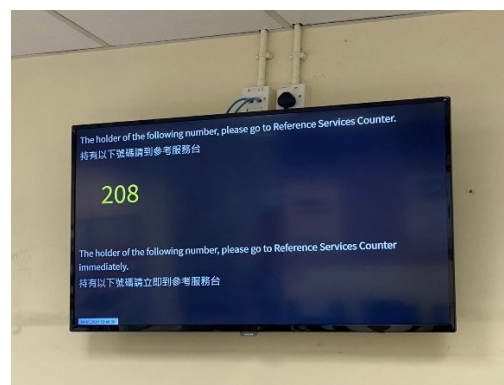 The holder of the following number, please go to Reference Services Counter.
持有以下號碼請到參考服務台
208
The holder of the following number, please go to Reference Services Counter
immediately.
持有以下號碼請立即到參考服務台